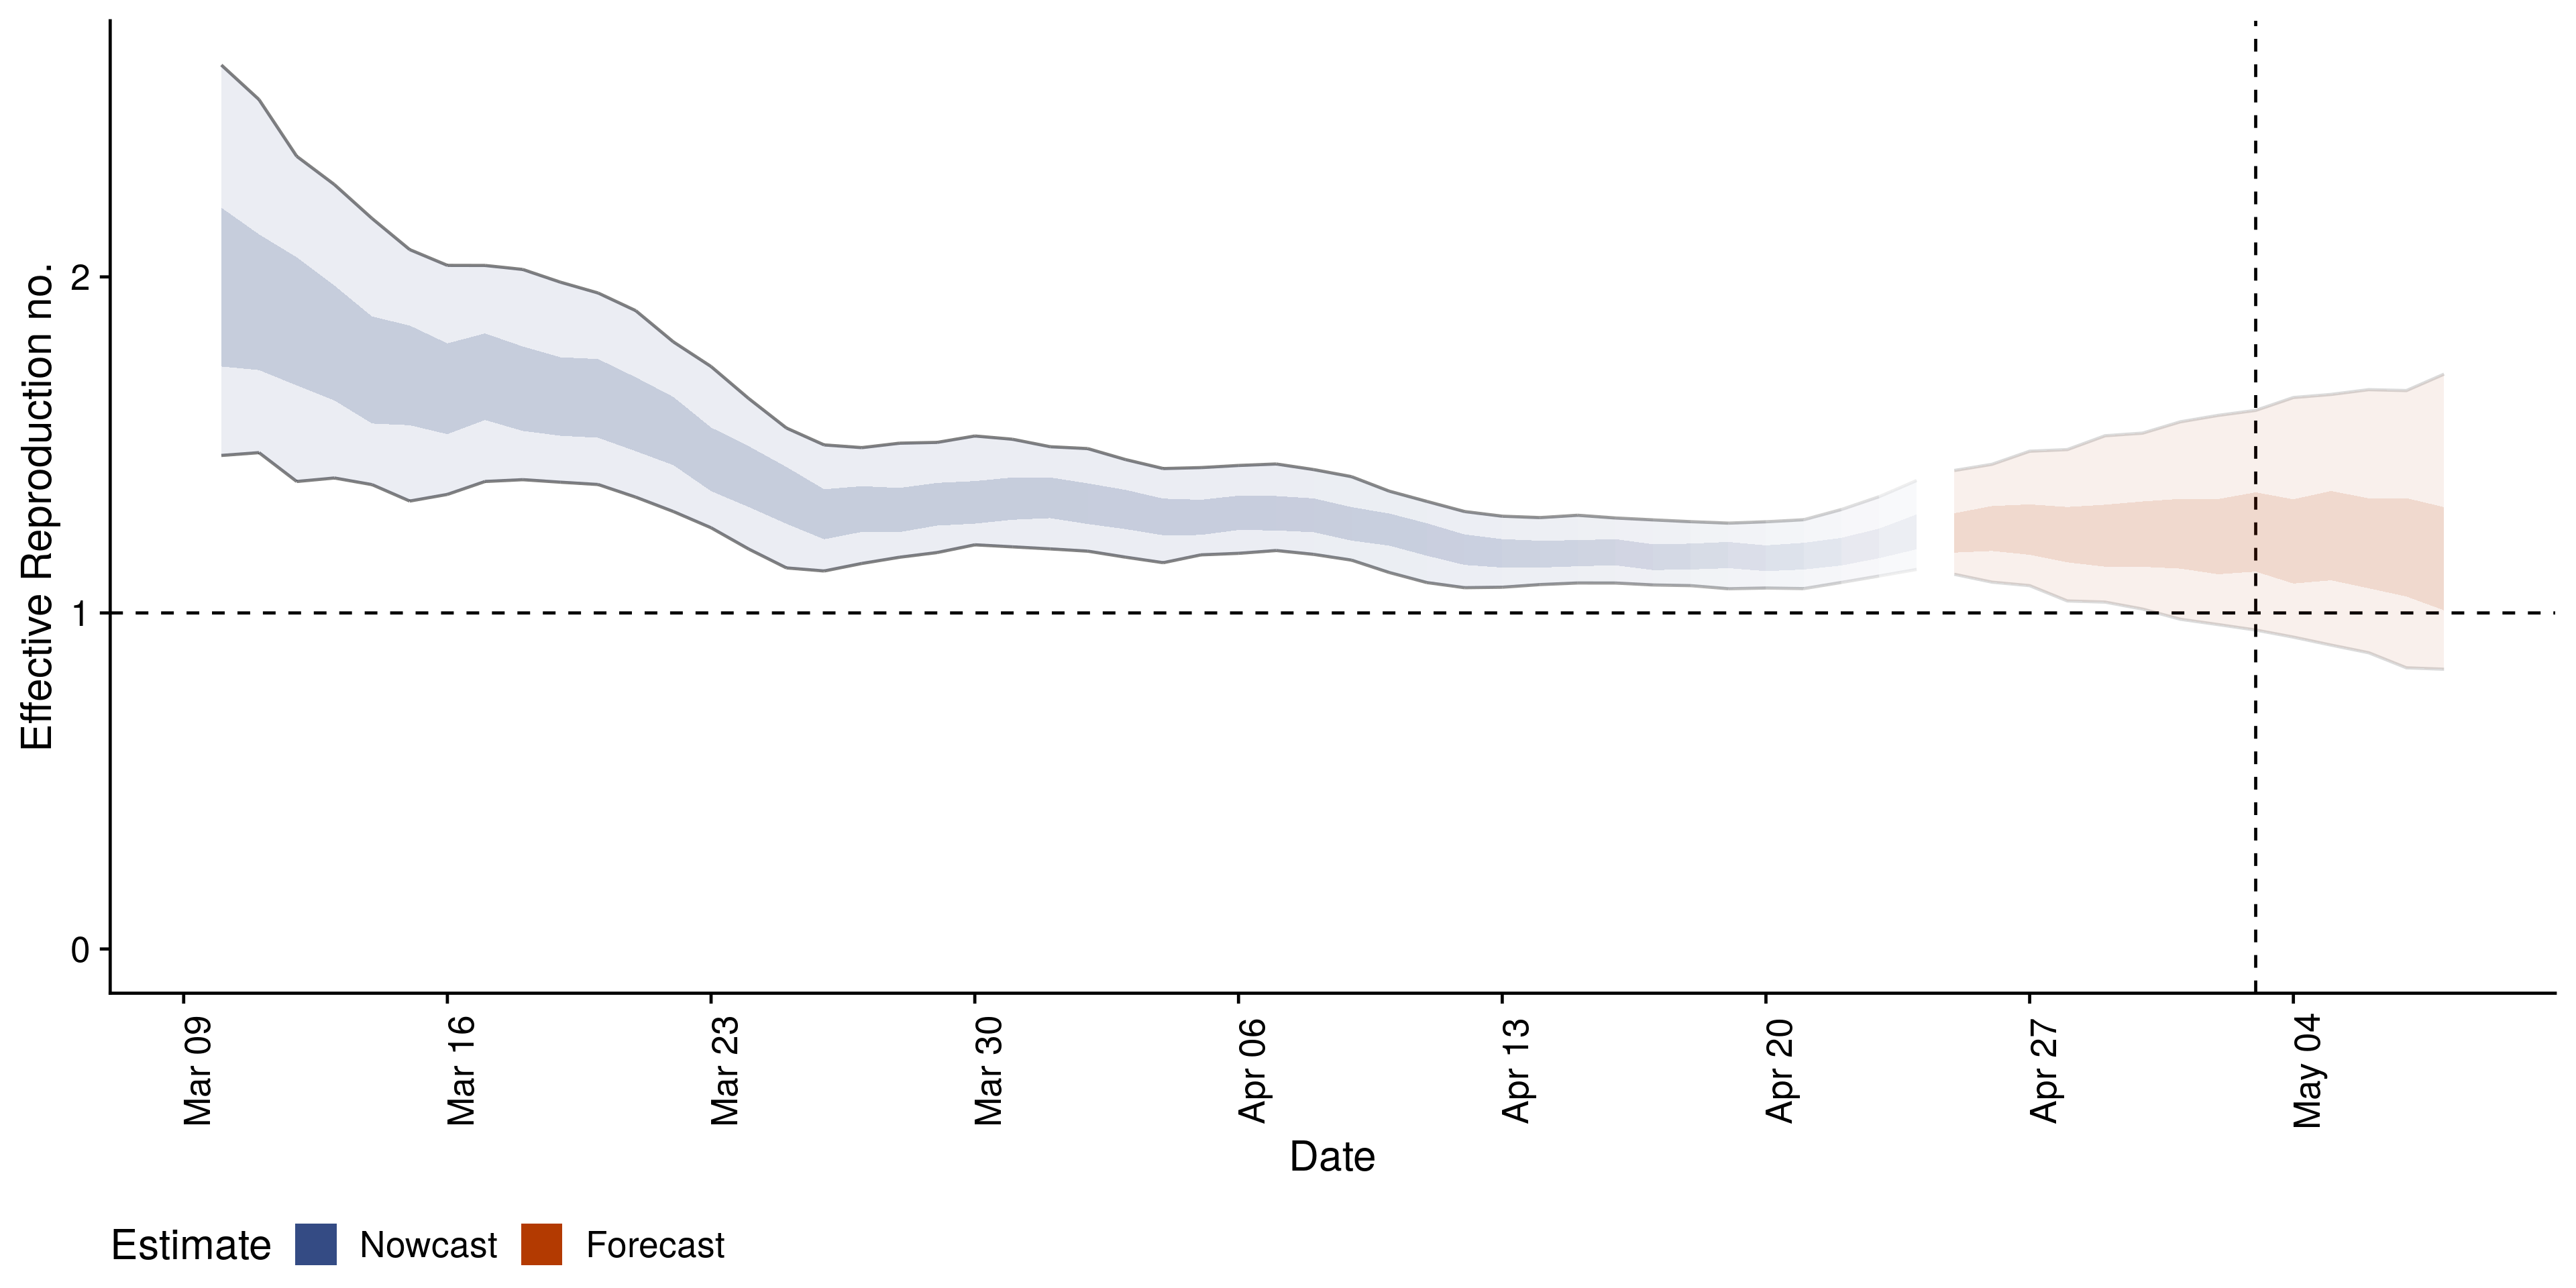 Effective Reproduction no.
2
1
0
Mar 09
Mar 16
Mar 23
Mar 30
Apr 06
Apr 13
Apr 20
Apr 27
May 04
Date
Estimate Nowcast Forecast